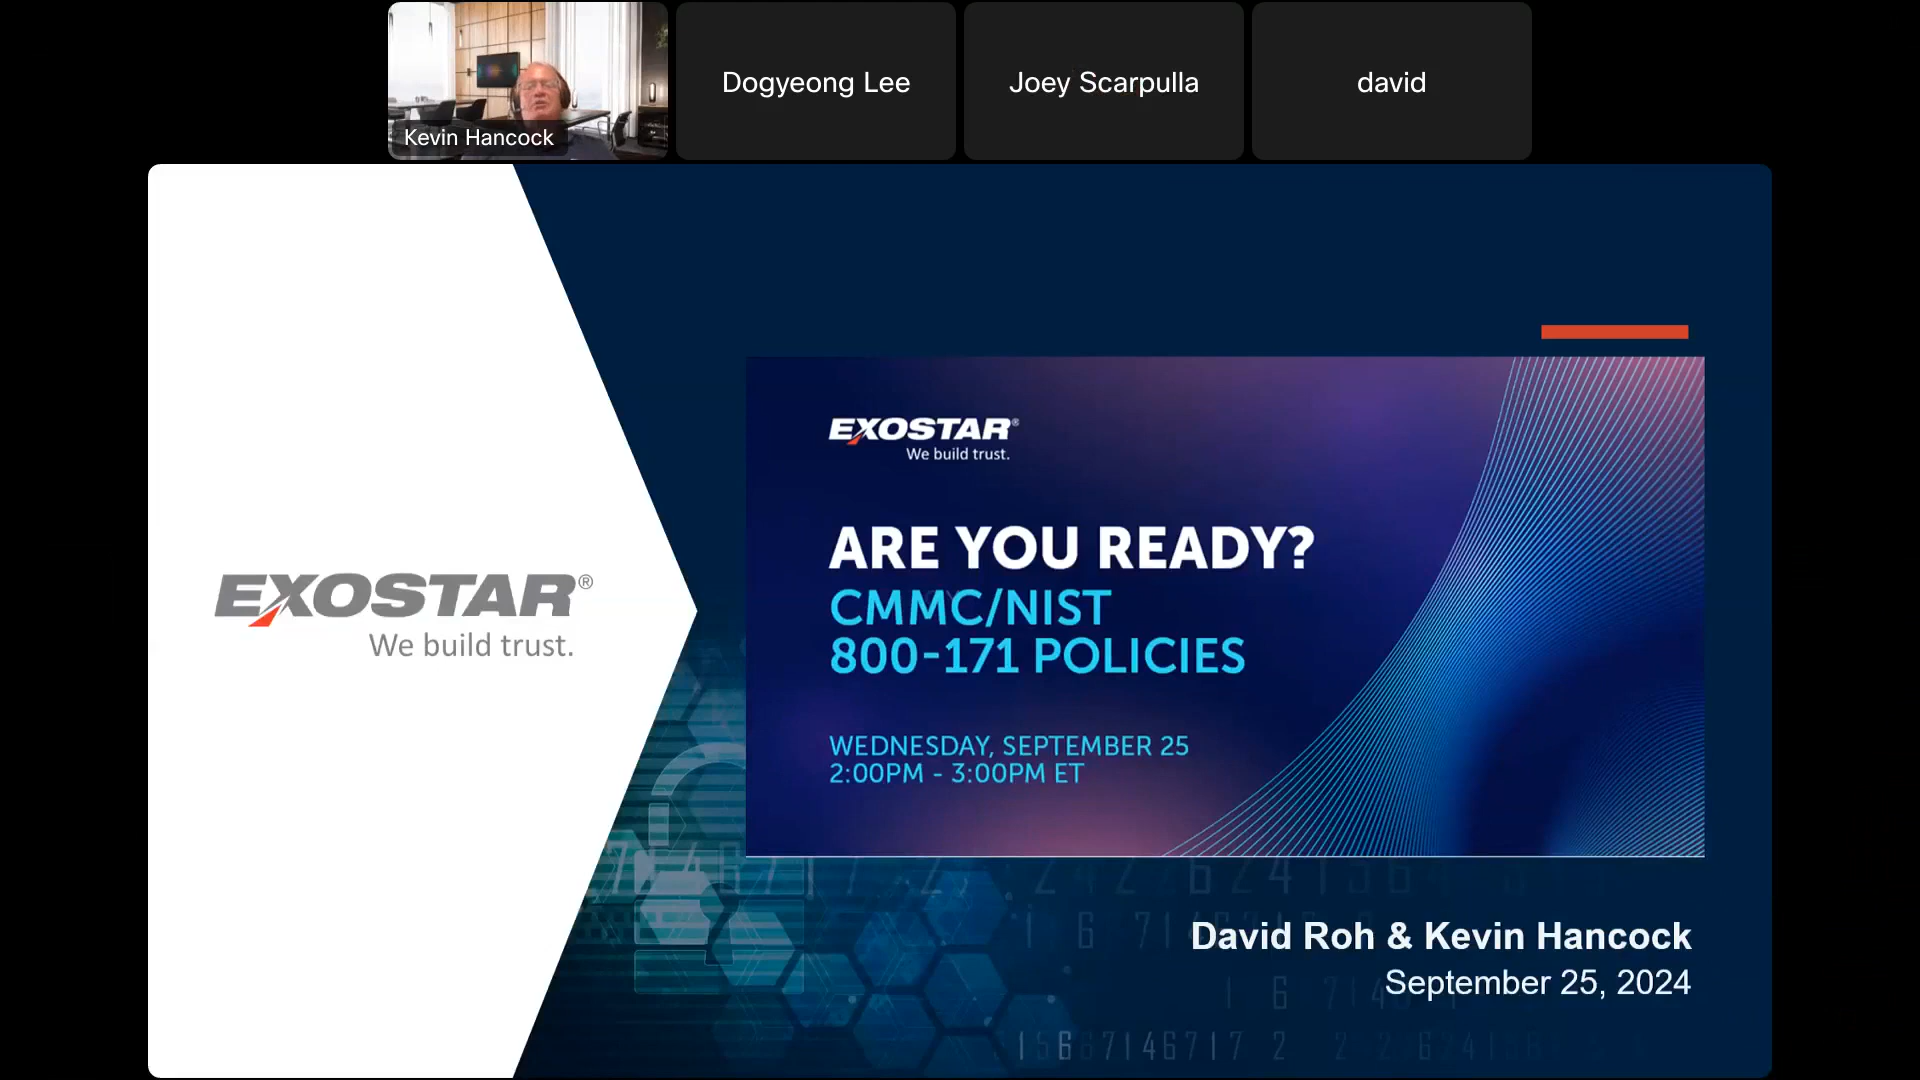 Kevin Hancock
Dogyeong Lee
Joey Scarpulla
david
EXOSTAR®
We build trust.
EXOSTAR®
We build trust.
ARE YOU READY?
CMMC/NIST
800-171 POLICIES
WEDNESDAY, SEPTEMBER 25
2:00PM - 3:00PM ET
David Roh & Kevin Hancock
September 25, 2024